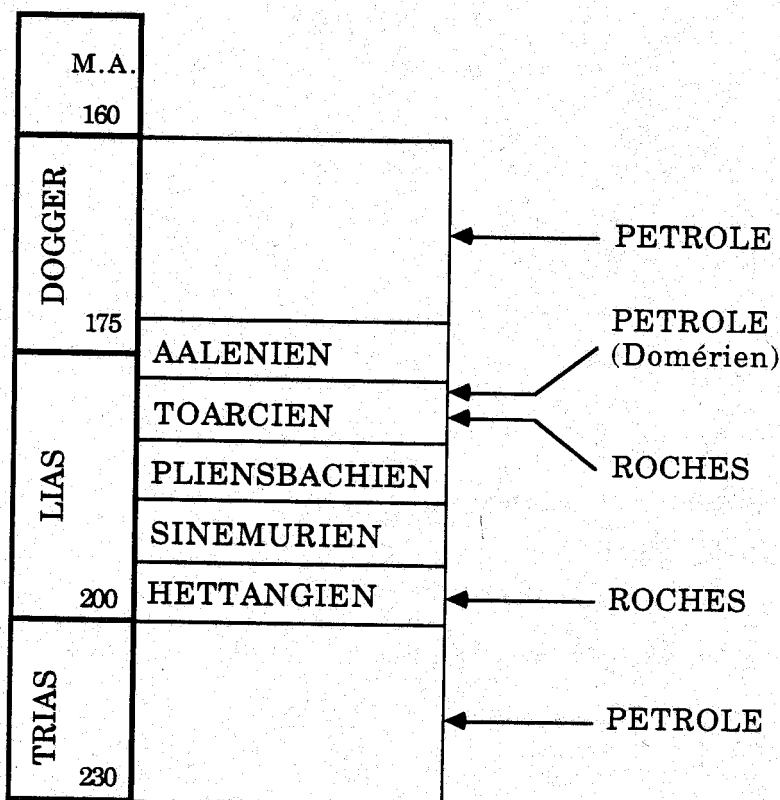 M.A.
160
DOGGER
175
PETROLE
PETROLE
(Domérien)
AALENIEN
TOARCIEN
LIAS
PLIENSBACHIEN
ROCHES
SINEMURIEN
HETTANGIEN
200
ROCHES
TRIAS
230
PETROLE